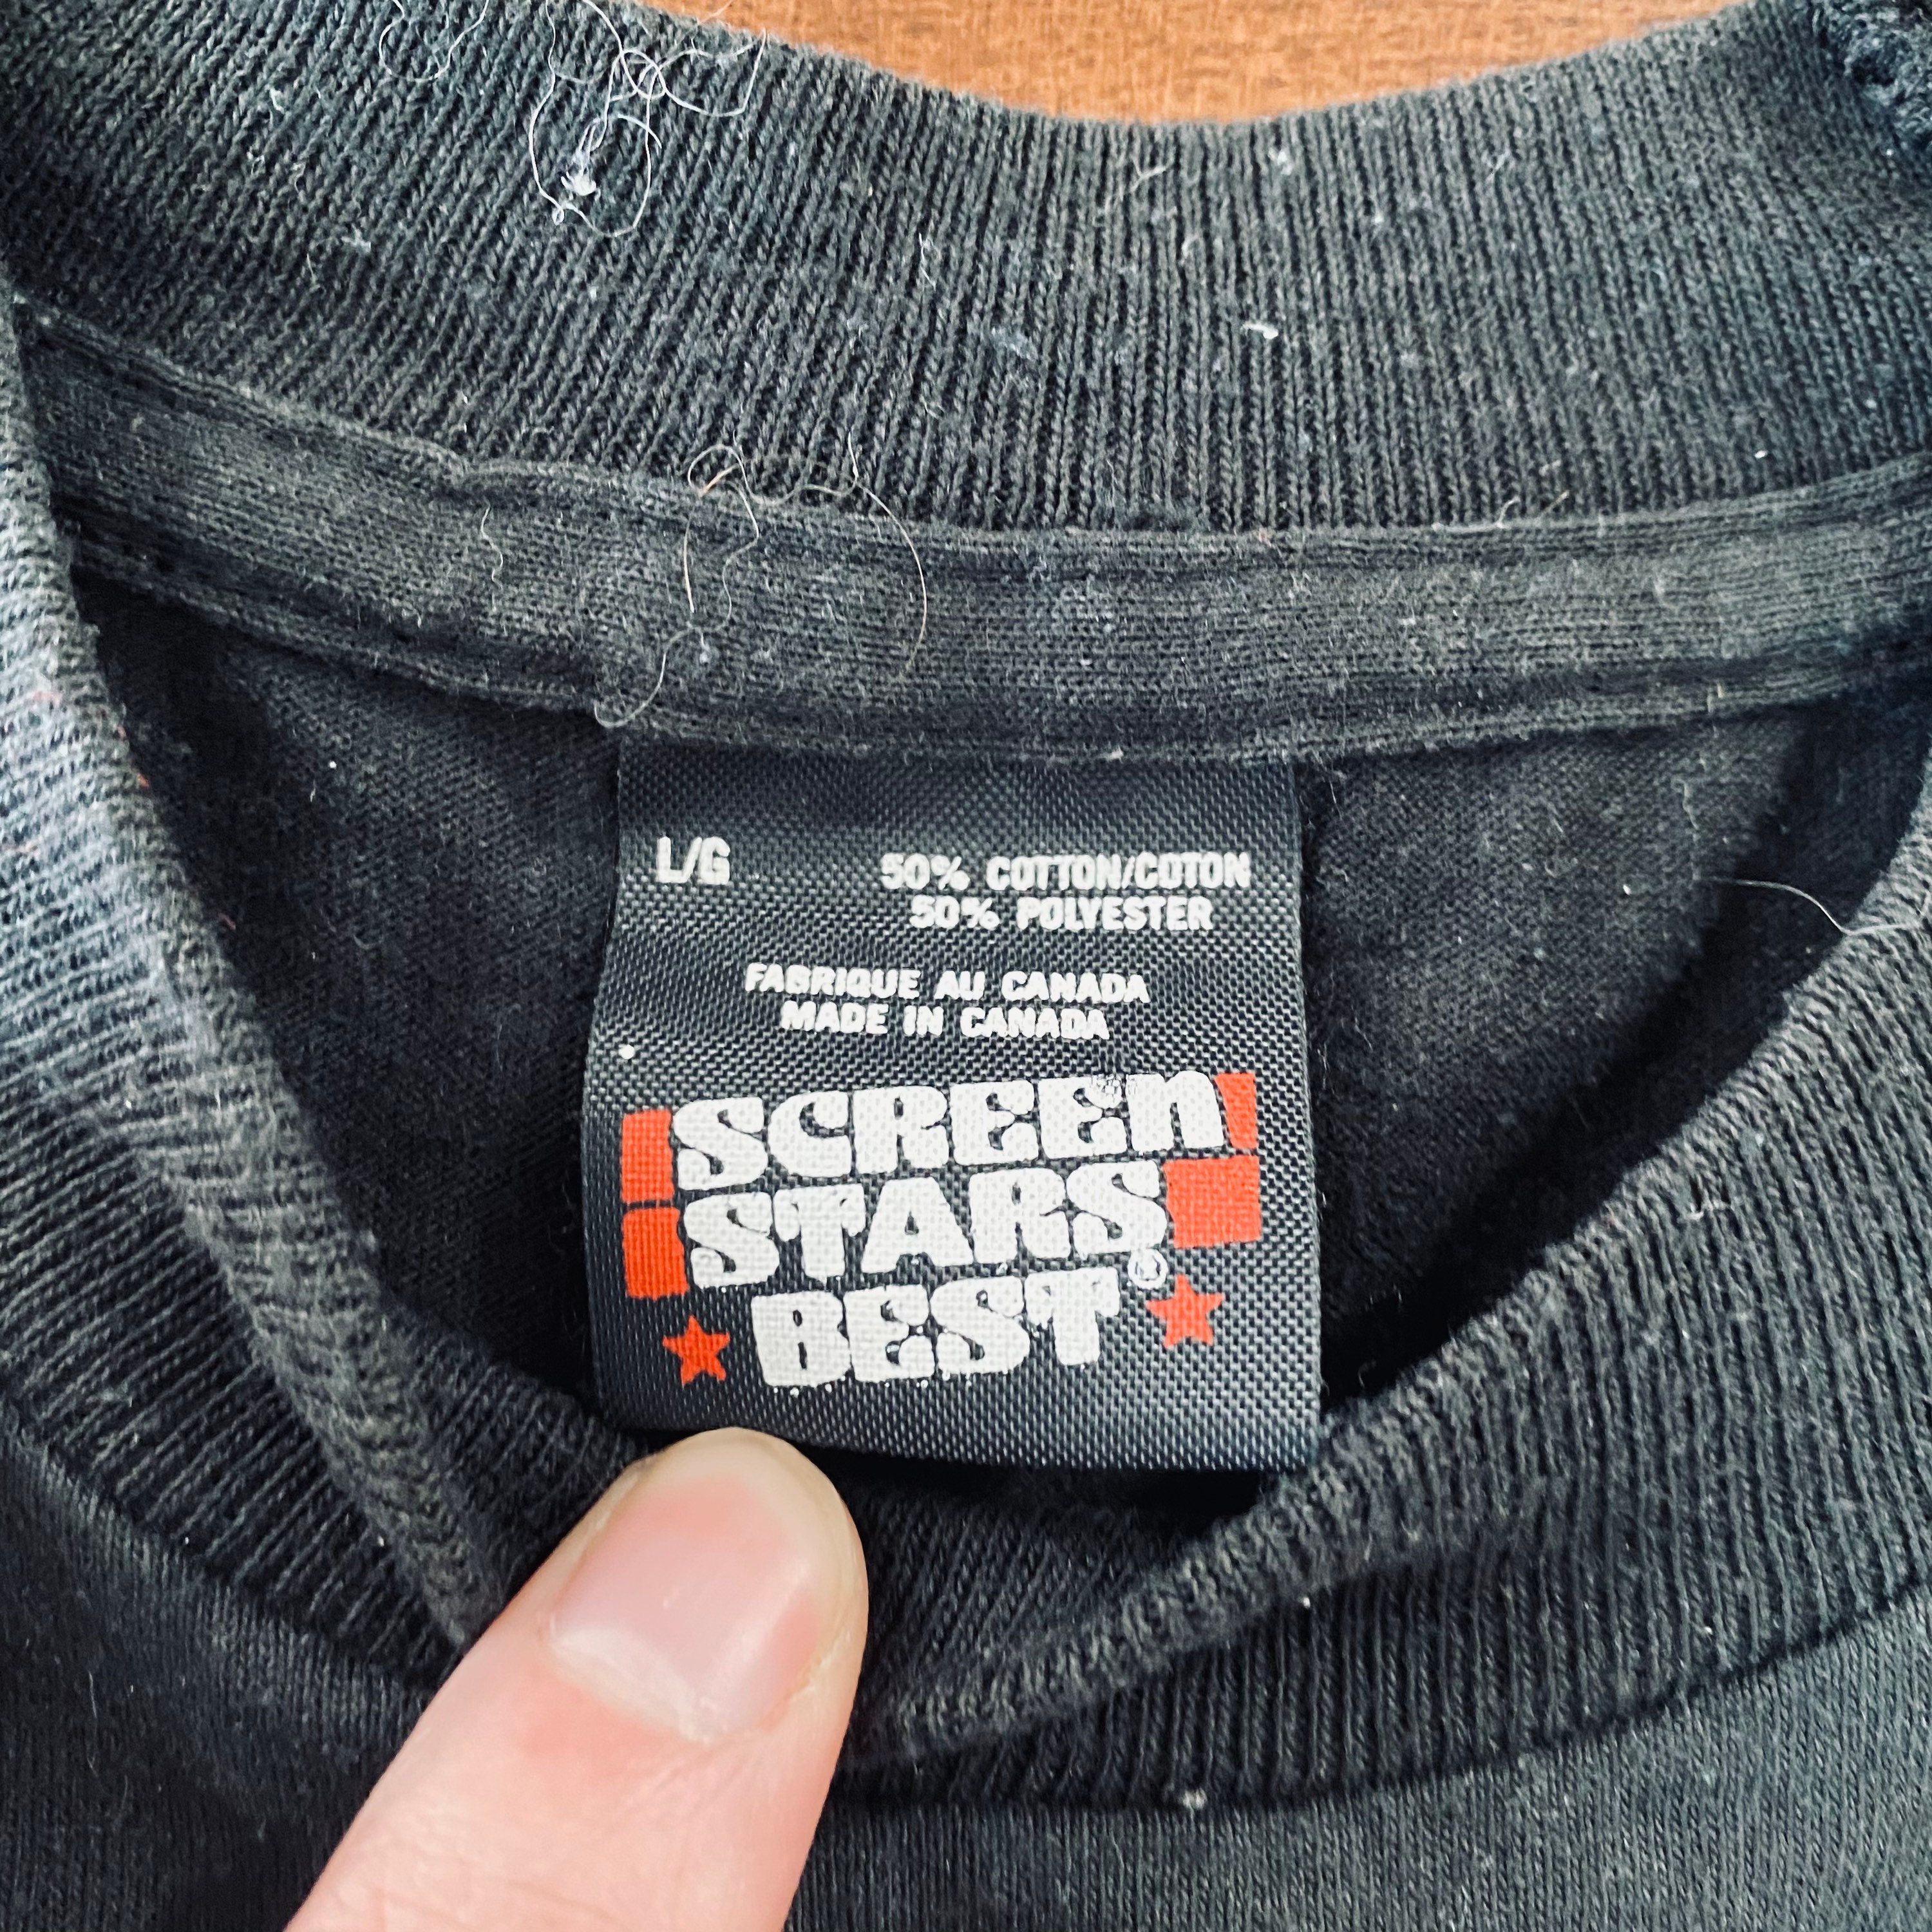 L/G 50% COTTON/COTON
50% POLYESTER
FABRIQUE AU CANADA
MADE IN CANADA
SCREEn
STARS
BEST®